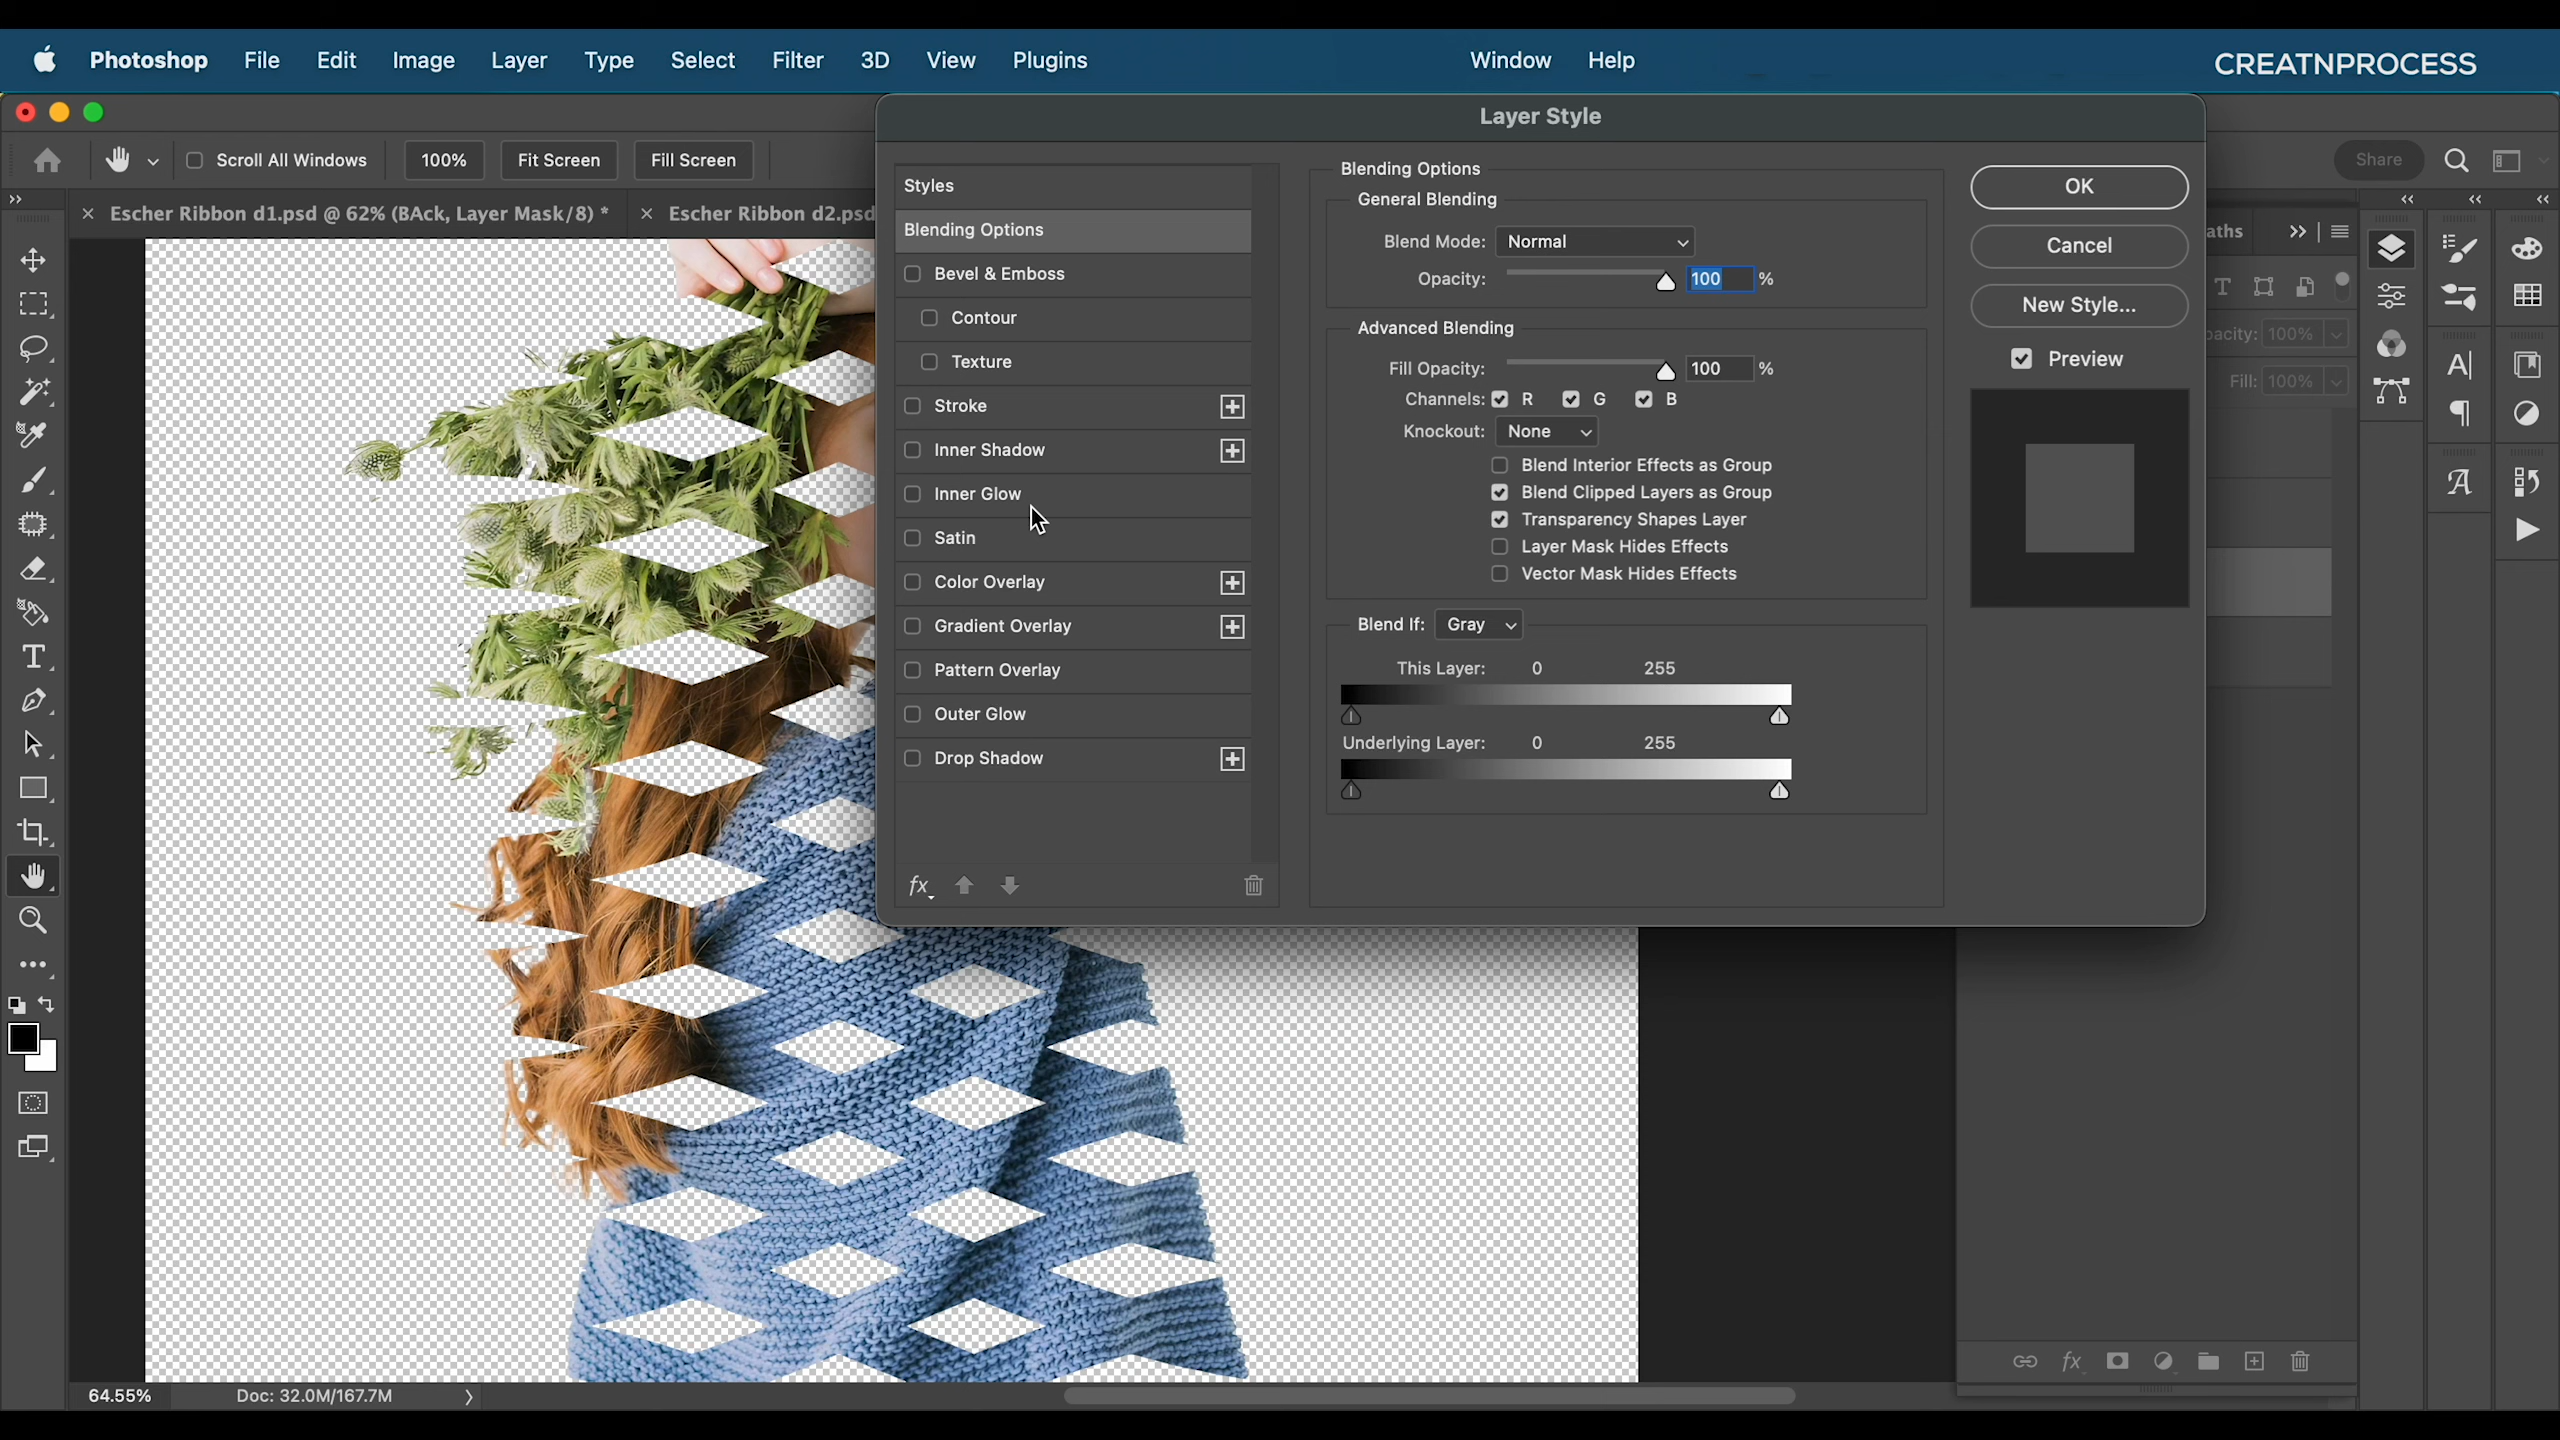 Photoshop File Edit Image Layer Type Select Filter 3D View Plugins Window Help
CREATNPROCESS
Layer Style
Scroll All Windows 100% Fit Screen Fill Screen
Share
Escher Ribbon d1.psd @ 62% (BAck, Layer Mask/8) *
Escher Ribbon d2.psd
Styles
Blending Options
Bevel & Emboss
Contour
Texture
Stroke
Inner Shadow
Inner Glow
Satin
Color Overlay
Gradient Overlay
Pattern Overlay
Outer Glow
Drop Shadow
fx
Blending Options
General Blending
Blend Mode: Normal
Opacity: 100 %
Advanced Blending
Fill Opacity: 100 %
Channels: R G B
Knockout: None
Blend Interior Effects as Group
Blend Clipped Layers as Group
Transparency Shapes Layer
Layer Mask Hides Effects
Vector Mask Hides Effects
Blend If: Gray
This Layer: 0 255
Underlying Layer: 0 255
OK
Cancel
New Style...
Preview
aths
pacity: 100%
Fill: 100%
fx
64.55% Doc: 32.0M/167.7M